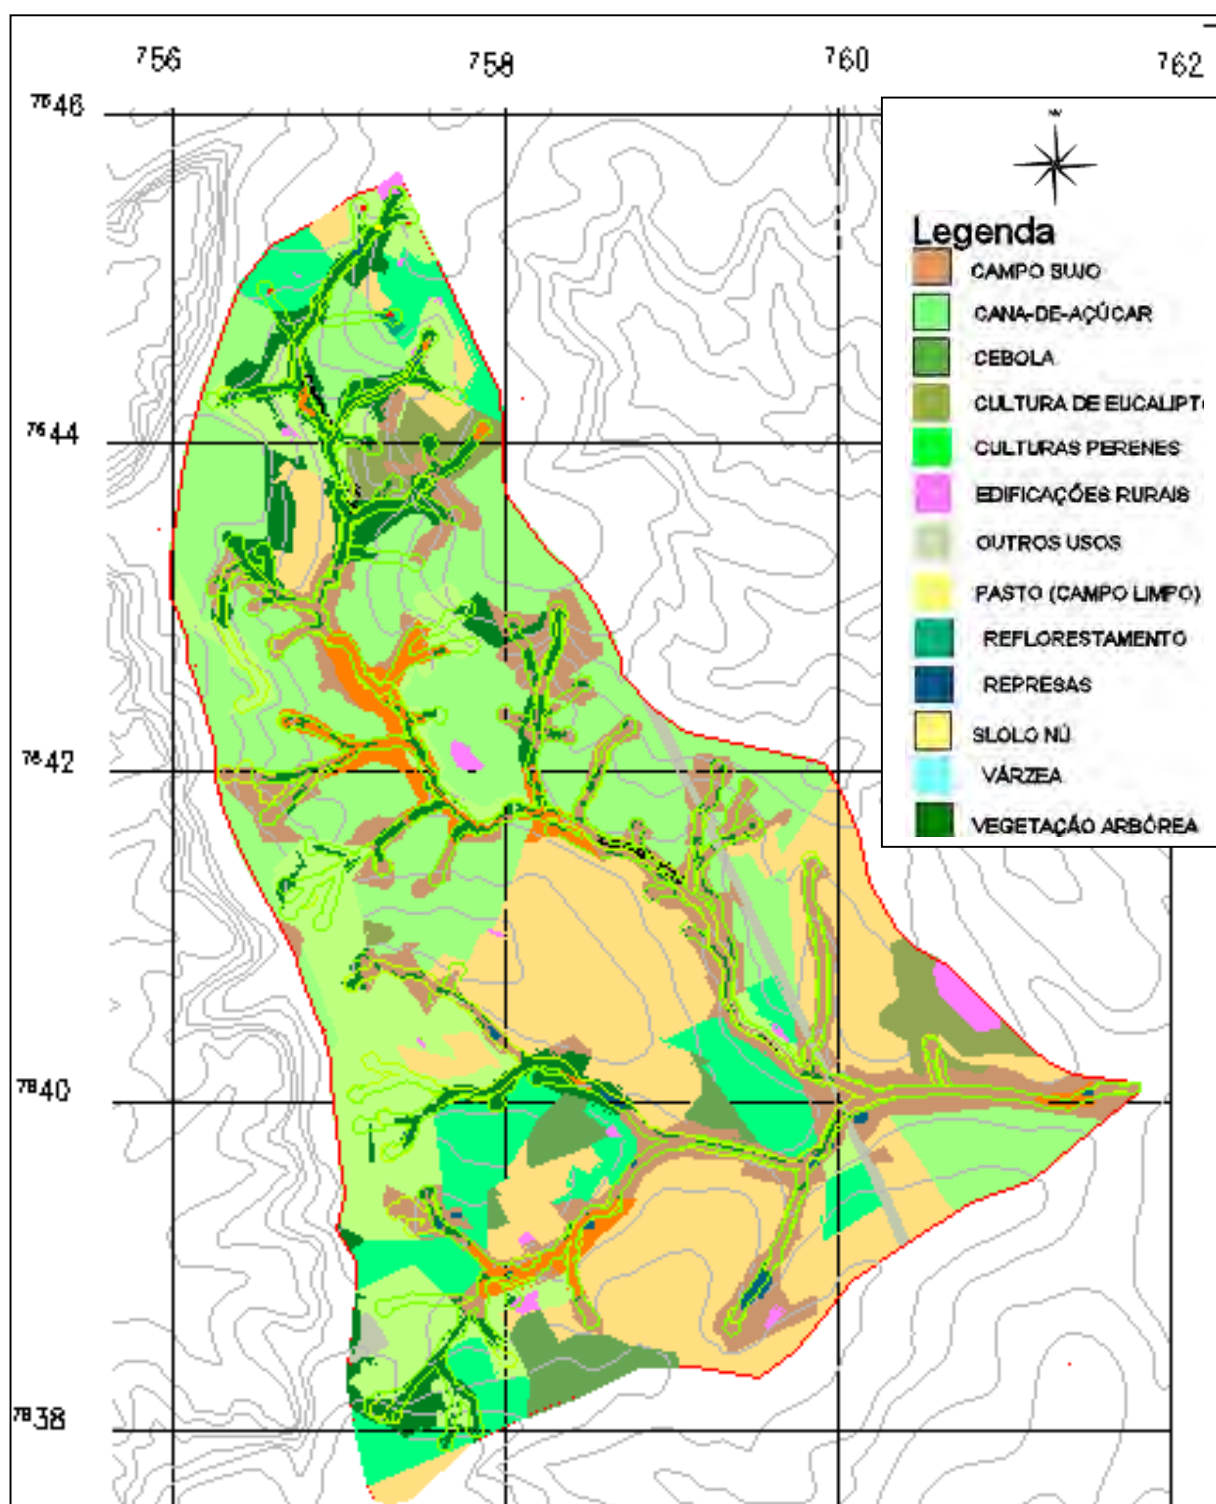 756
758
760
762
7646
7644
7642
7640
7638
Legenda
CAMPO SUJO
CANA-DE-AÇÚCAR
CEBOLA
CULTURA DE EUCALIPT
CULTURAS PERENES
EDIFICAÇÕES RURAIS
OUTROS USOS
PASTO (CAMPO LIMPO)
REFLORESTAMENTO
REPRESAS
SLOLO NÚ
VÁRZEA
VEGETAÇÃO ARBÓREA